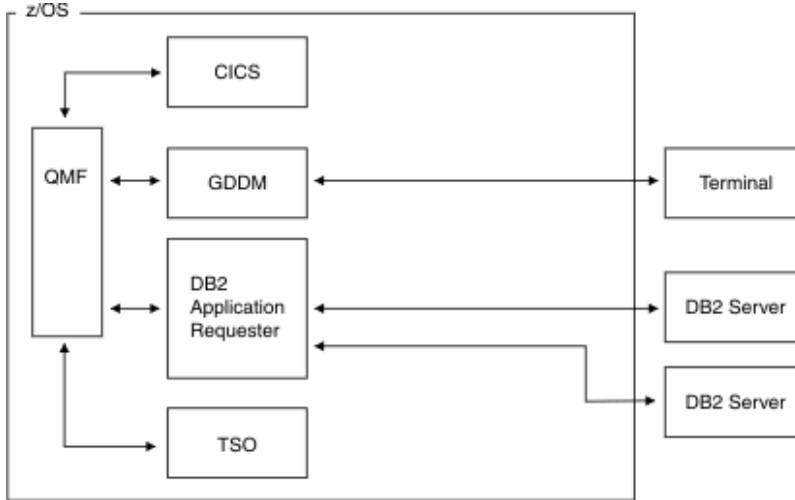 z/OS
CICS
QMF
GDDM
Terminal
DB2
Application
Requester
DB2 Server
DB2 Server
TSO